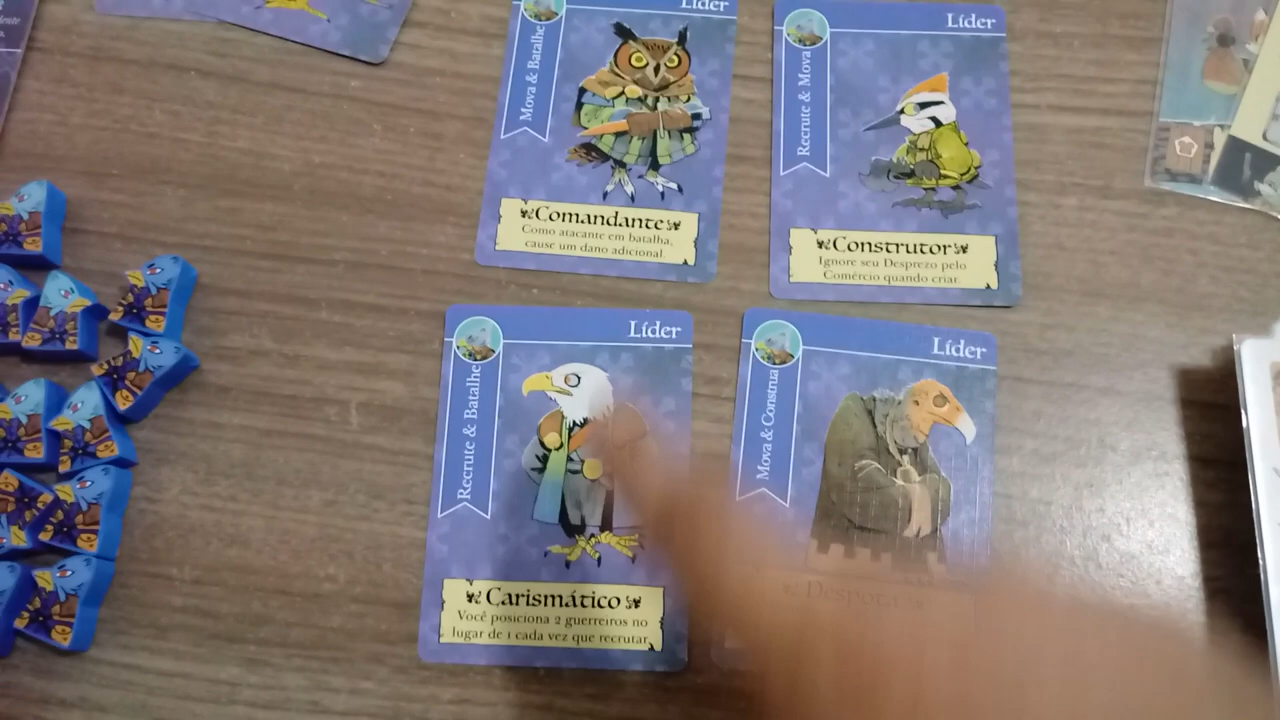 Líder
Mova & Batalhe
Comandante
Como atacante em batalha,
cause um dano adicional.
Líder
Recrute & Mova
Construtor
Ignore seu Desprezo pelo
Comércio quando criar.
Líder
Recrute & Batalhe
Carismático
Você posiciona 2 guerreiros no
lugar de 1 cada vez que recrutar.
Líder
Mova & Construa
Despota